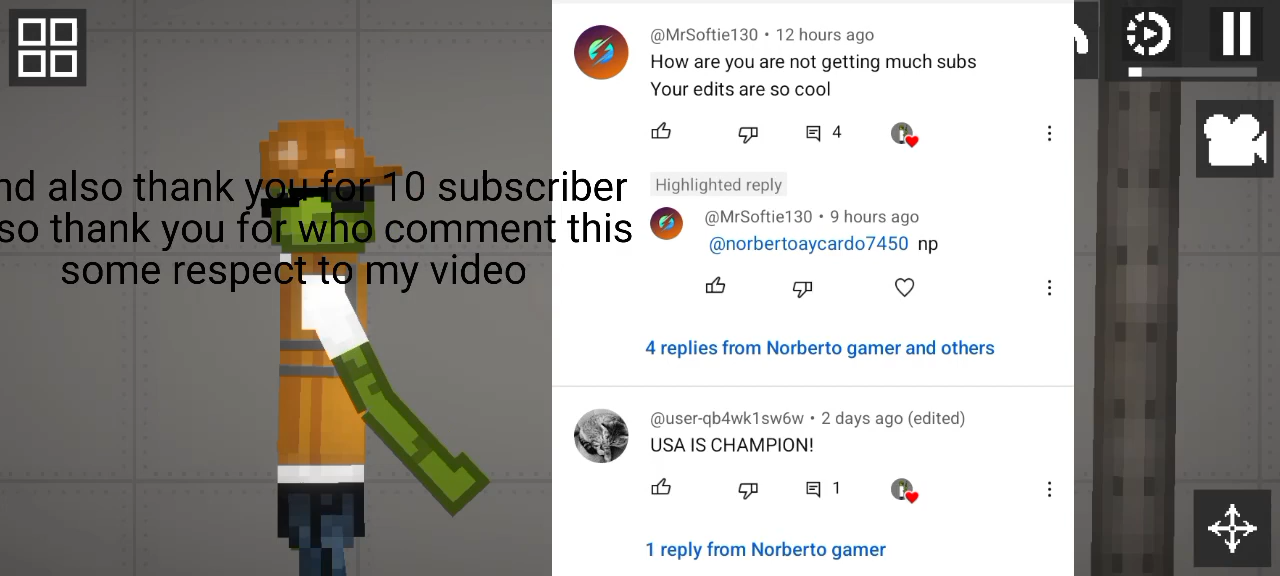 nd also thank you for 10 subscriber
so thank you for who comment this
some respect to my video
@MrSoftie130 • 12 hours ago
How are you are not getting much subs
Your edits are so cool
4
Highlighted reply
@MrSoftie130 • 9 hours ago
@norbertoaycardo7450 np
4 replies from Norberto gamer and others
@user-qb4wk1sw6w • 2 days ago (edited)
USA IS CHAMPION!
1
1 reply from Norberto gamer